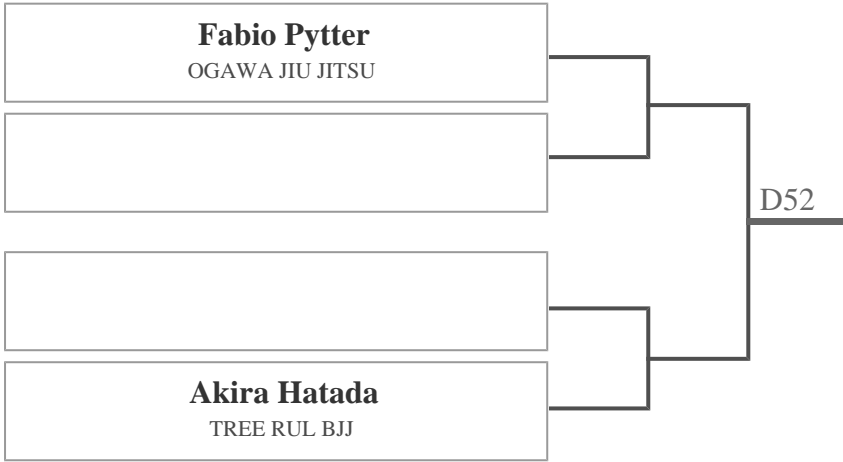 Fabio Pytter
OGAWA JIU JITSU
D52
Akira Hatada
TREE RUL BJJ